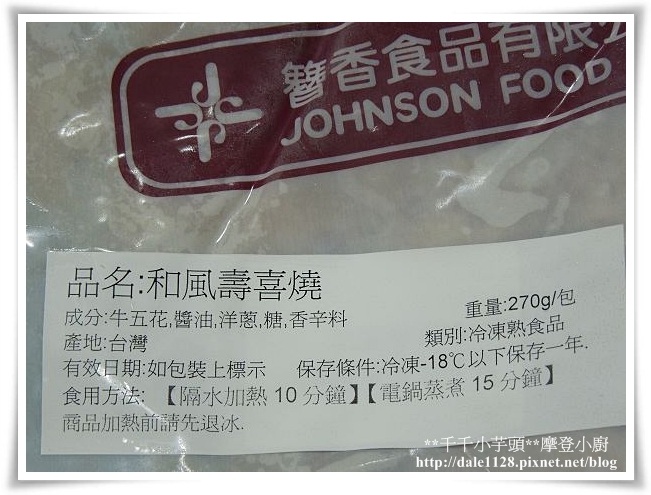 簪香食品有限公
JOHNSON FOOD
品名:和風壽喜燒
重量:270g/包
成分:牛五花,醬油,洋蔥,糖,香辛料
類別:冷凍熟食品
產地:台灣
有效日期:如包裝上標示 保存條件:冷凍-18℃以下保存一年.
食用方法: 【隔水加熱 10 分鐘】【電鍋蒸煮 15 分鐘】
商品加熱前請先退冰.
**千千小芋頭**摩登小廚
http://dale1128.pixnet.net/blog